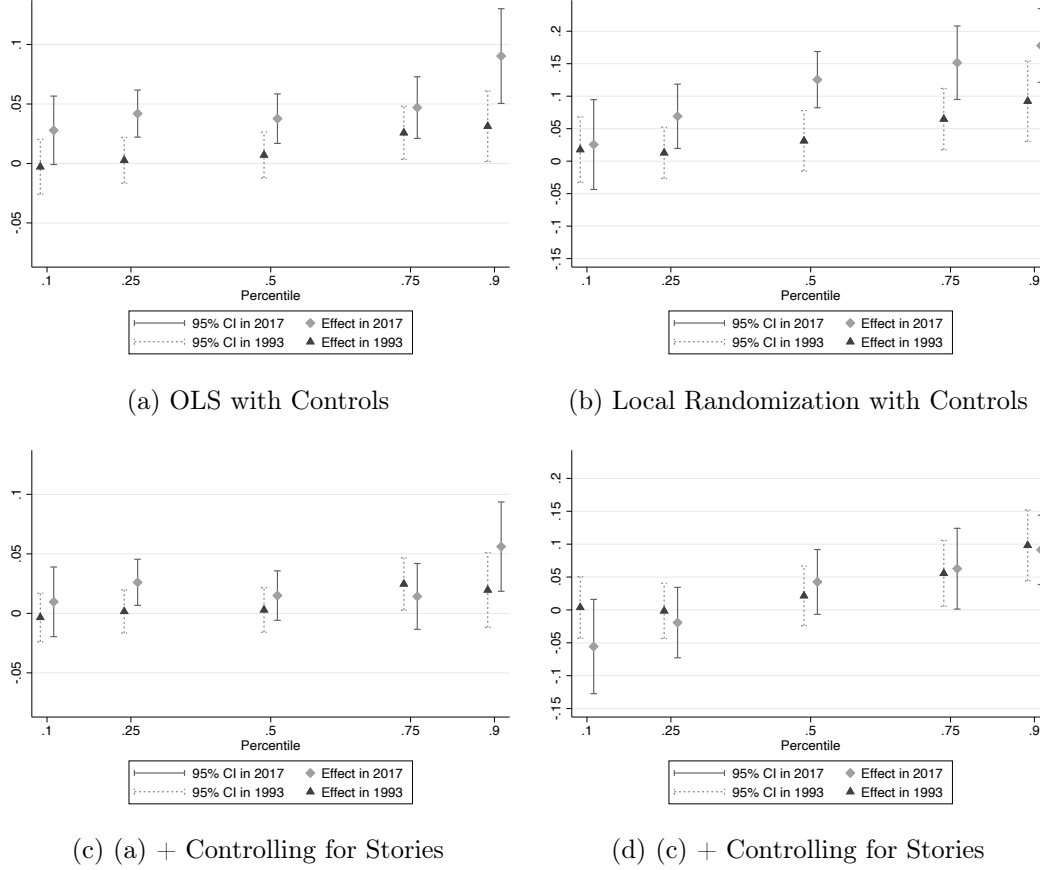 .1
.05
0
-.05
.1 .25 .5 .75 .9
Percentile
95% CI in 2017 Effect in 2017
95% CI in 1993 Effect in 1993
(a) OLS with Controls
.2
.15
.1
.05
0
-.05
-.1
-.15
.1 .25 .5 .75 .9
Percentile
95% CI in 2017 Effect in 2017
95% CI in 1993 Effect in 1993
(b) Local Randomization with Controls
.1
.05
0
-.05
.1 .25 .5 .75 .9
Percentile
95% CI in 2017 Effect in 2017
95% CI in 1993 Effect in 1993
(c) (a) + Controlling for Stories
.2
.15
.1
.05
0
-.05
-.1
-.15
.1 .25 .5 .75 .9
Percentile
95% CI in 2017 Effect in 2017
95% CI in 1993 Effect in 1993
(d) (c) + Controlling for Stories